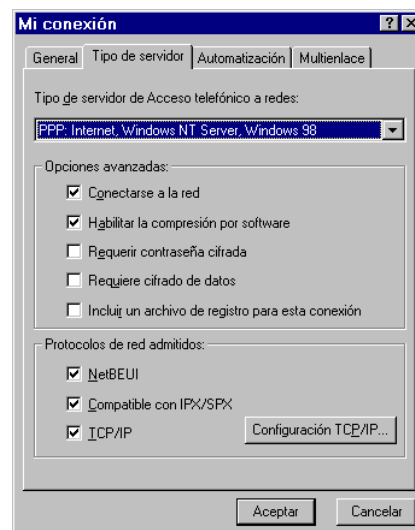 Mi conexión
General Tipo de servidor Automatización Multienlace
Tipo de servidor de Acceso telefónico a redes:
PPP: Internet, Windows NT Server, Windows 98
Opciones avanzadas:
Conectarse a la red
Habilitar la compresión por software
Requerir contraseña cifrada
Requiere cifrado de datos
Incluir un archivo de registro para esta conexión
Protocolos de red admitidos:
NetBEUI
Compatible con IPX/SPX
TCP/IP Configuración TCP/IP...
Aceptar Cancelar